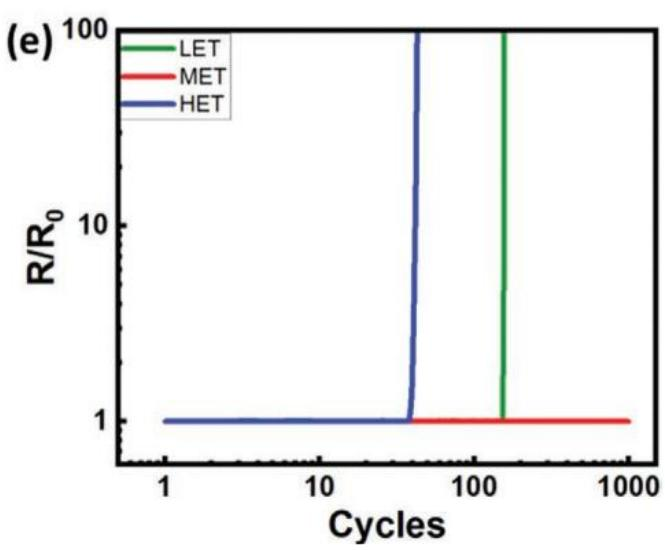 (e)
100
LET
MET
HET
10
R/R₀
1
1 10 100 1000
Cycles